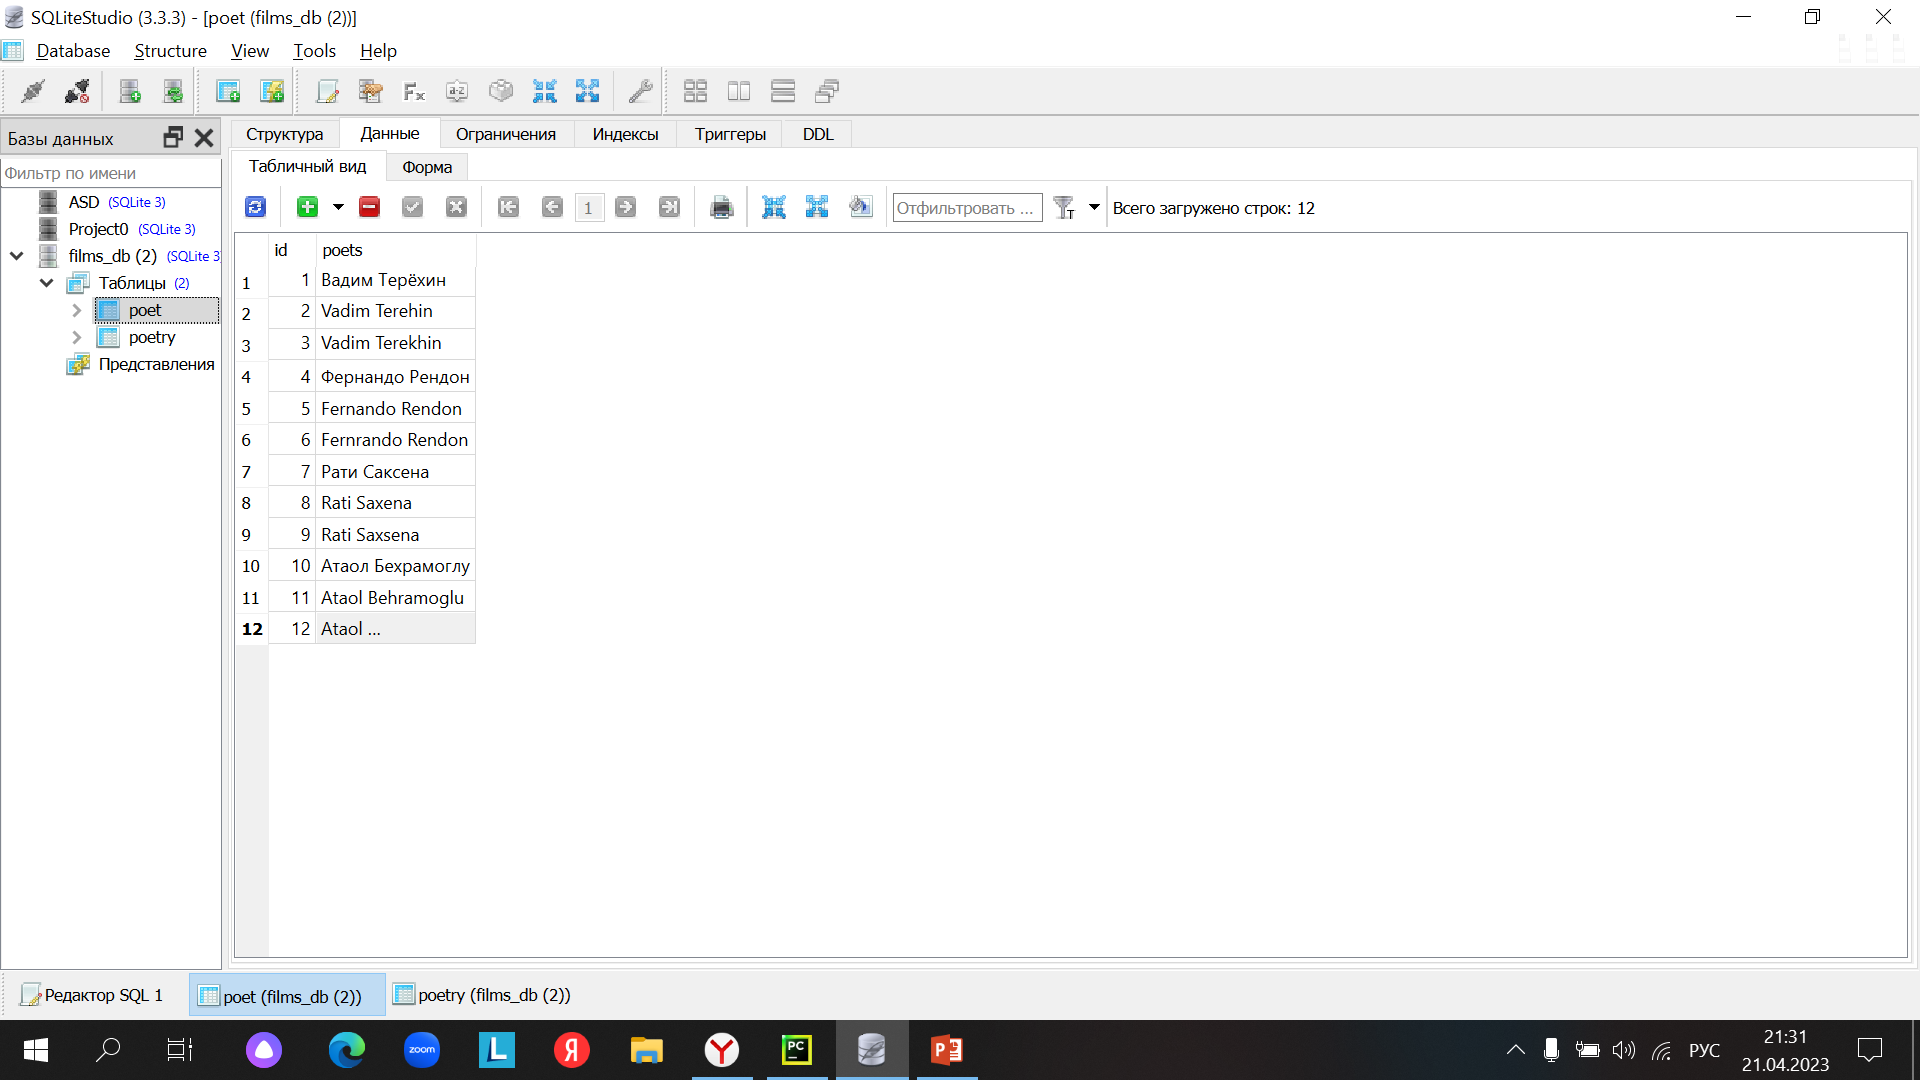 SQLiteStudio (3.3.3) - [poet (films_db (2))]
Database Structure View Tools Help
Базы данных
Фильтр по имени
ASD (SQLite 3)
Project0 (SQLite 3)
films_db (2) (SQLite 3
Таблицы (2)
poet
poetry
Представления
Структура Данные Ограничения Индексы Триггеры DDL
Табличный вид Форма
1 Отфильтровать ... Всего загружено строк: 12
id poets
1 1 Вадим Терёхин
2 2 Vadim Terehin
3 3 Vadim Terekhin
4 4 Фернандо Рендон
5 5 Fernando Rendon
6 6 Fernrando Rendon
7 7 Рати Саксена
8 8 Rati Saxena
9 9 Rati Saxsena
10 10 Атаол Бехрамоглу
11 11 Ataol Behramoglu
12 12 Ataol ...
Редактор SQL 1 poet (films_db (2)) poetry (films_db (2))
zoom L Я Y PC P РУС 21:31
21.04.2023